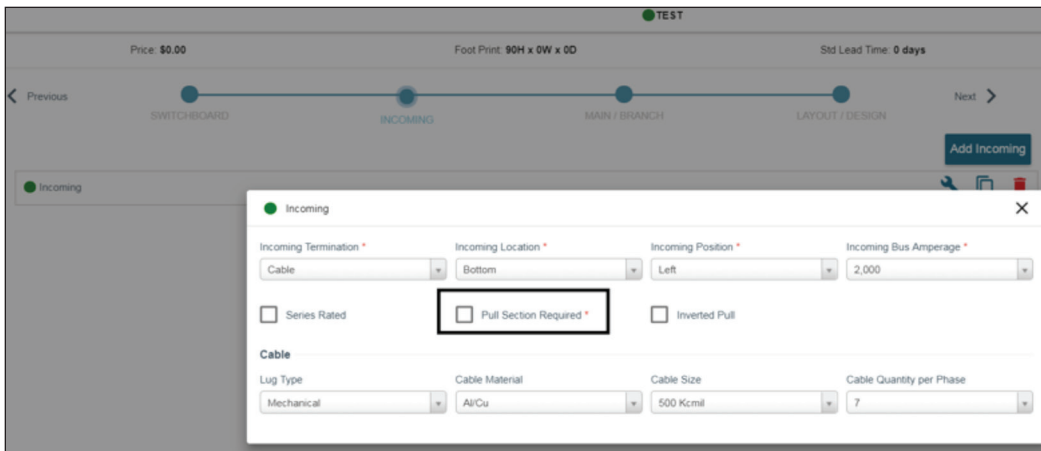 TEST
Price: $0.00 Foot Print: 90H x 0W x 0D Std Lead Time: 0 days
Previous Next
SWITCHBOARD INCOMING MAIN / BRANCH LAYOUT / DESIGN
Add Incoming
Incoming
Incoming
Incoming Termination * Incoming Location * Incoming Position * Incoming Bus Amperage *
Cable Bottom Left 2,000
Series Rated Pull Section Required * Inverted Pull
Cable
Lug Type Cable Material Cable Size Cable Quantity per Phase
Mechanical Al/Cu 500 Kcmil 7